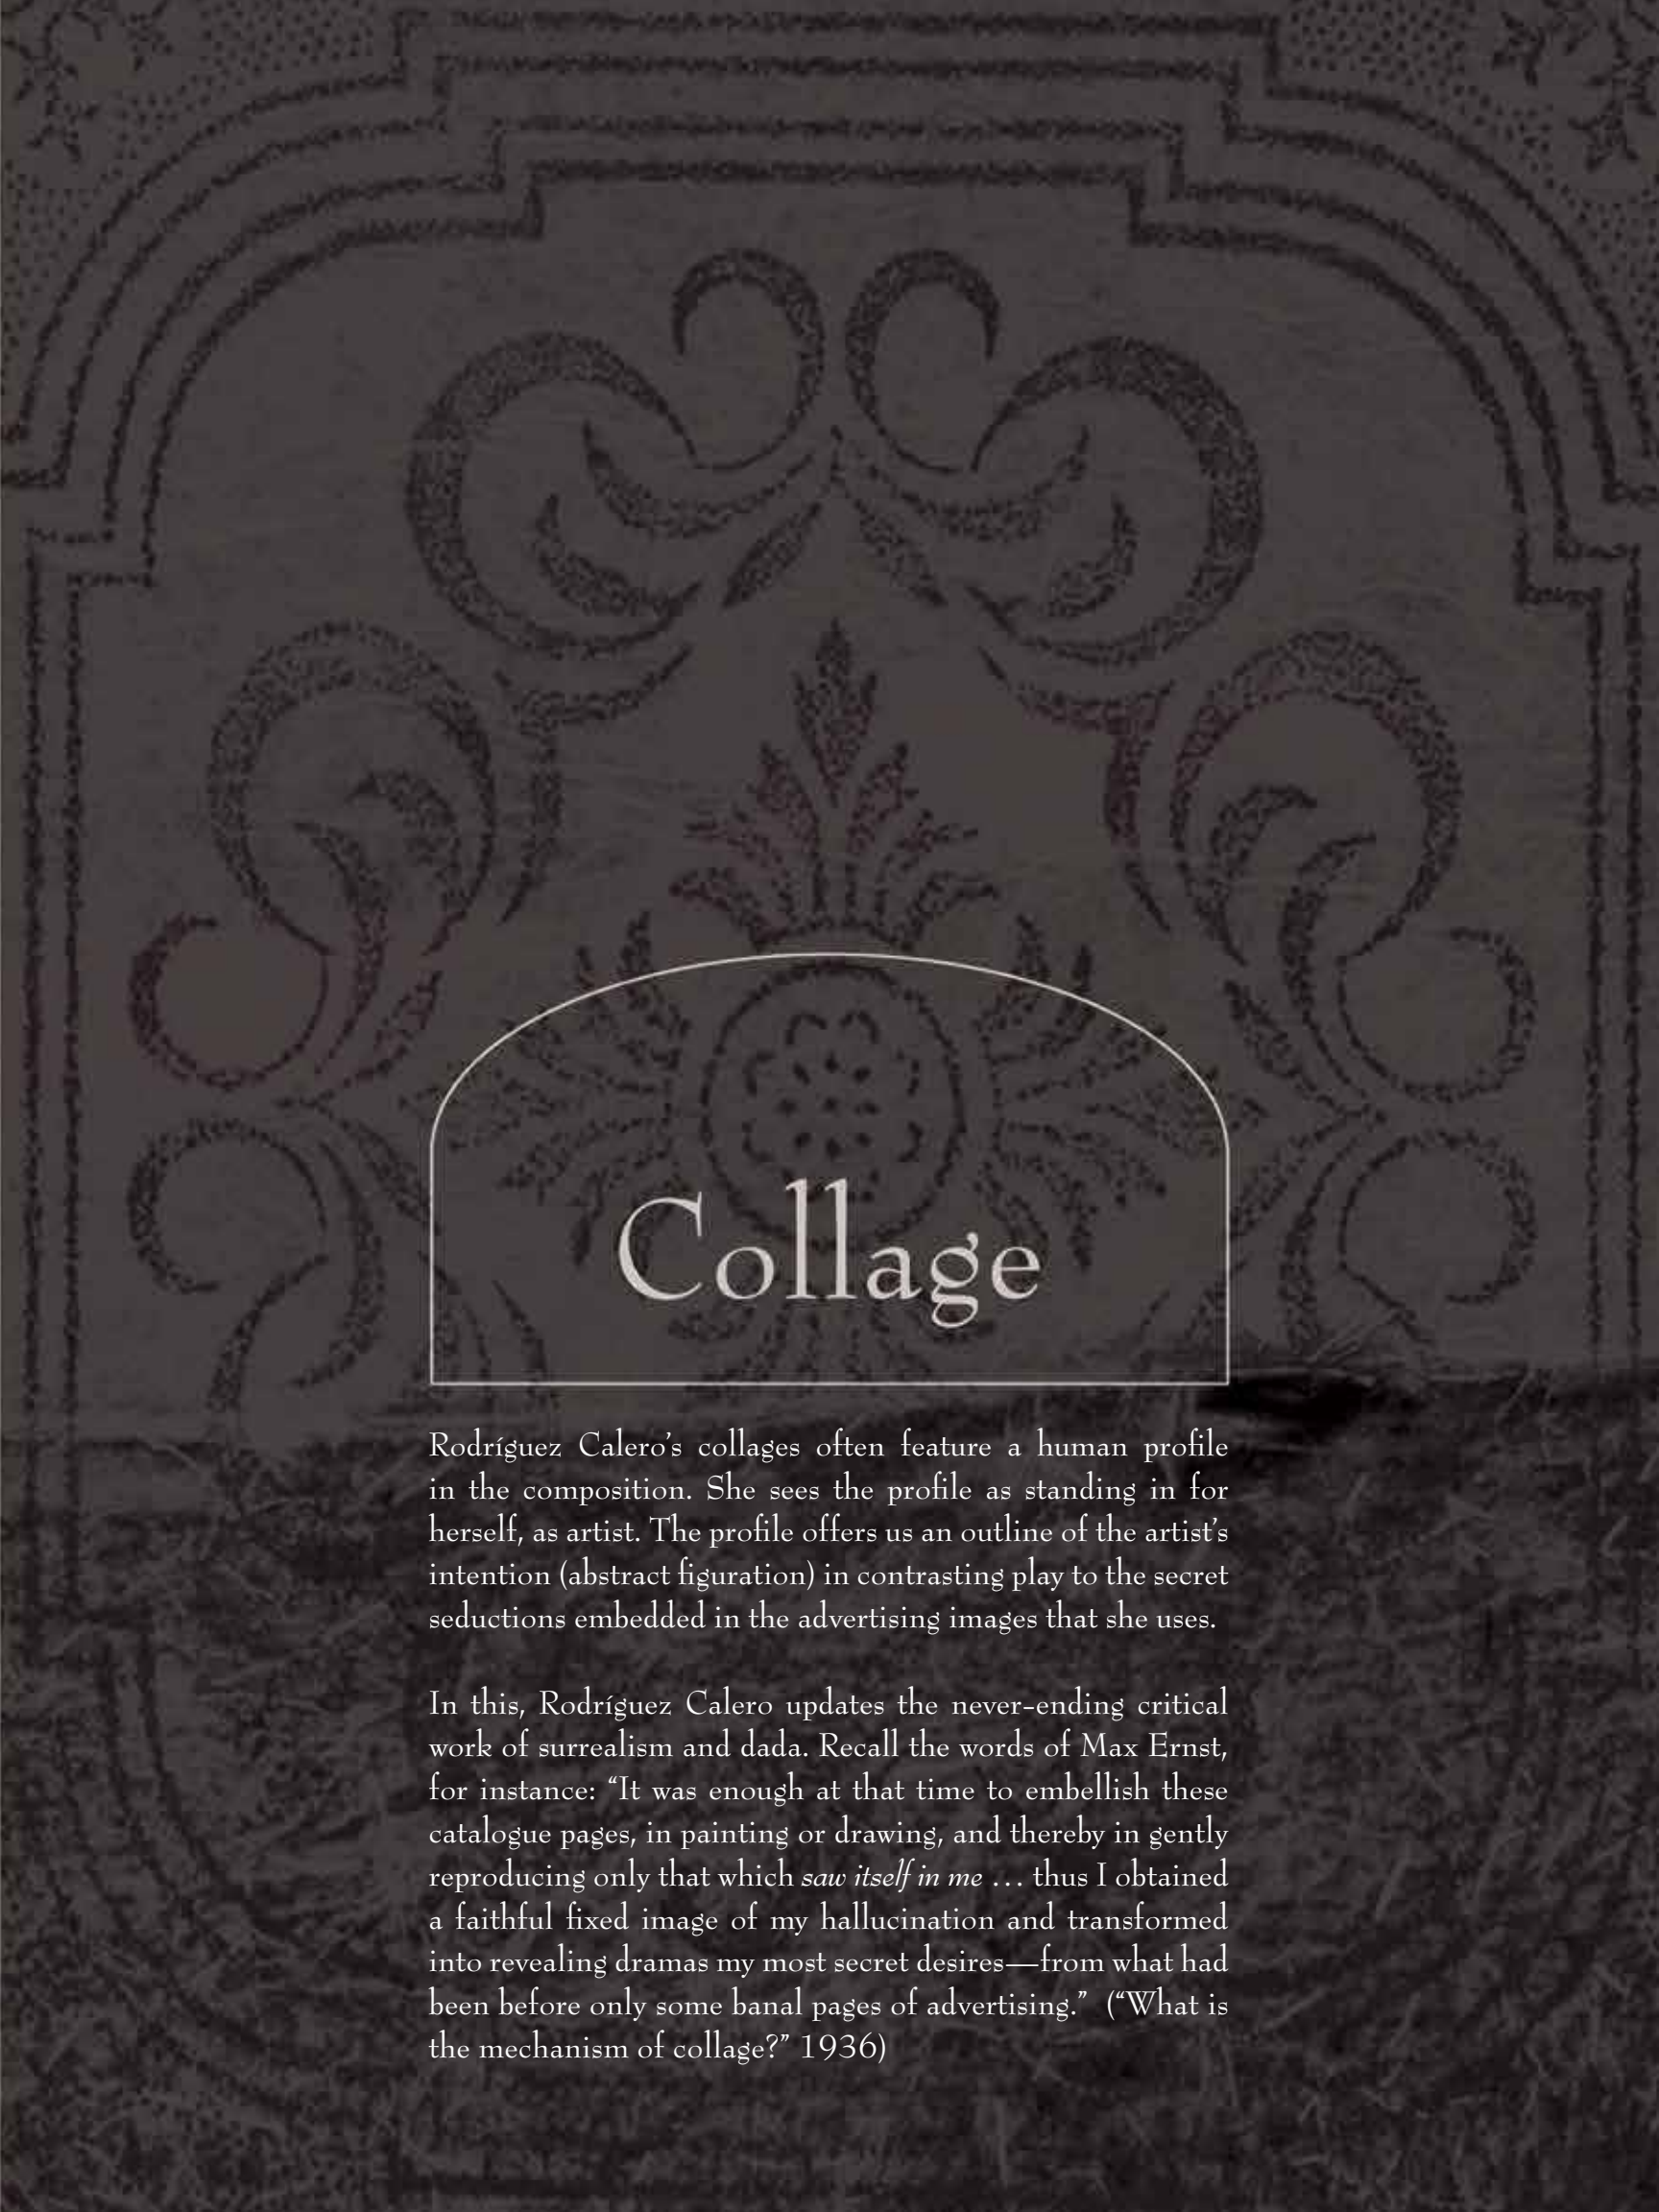 Collage
Rodríguez Calero’s collages often feature a human profile
in the composition. She sees the profile as standing in for
herself, as artist. The profile offers us an outline of the artist’s
intention (abstract figuration) in contrasting play to the secret
seductions embedded in the advertising images that she uses.
In this, Rodríguez Calero updates the never-ending critical
work of surrealism and dada. Recall the words of Max Ernst,
for instance: “It was enough at that time to embellish these
catalogue pages, in painting or drawing, and thereby in gently
reproducing only that which saw itself in me … thus I obtained
a faithful fixed image of my hallucination and transformed
into revealing dramas my most secret desires—from what had
been before only some banal pages of advertising.” (“What is
the mechanism of collage?” 1936)